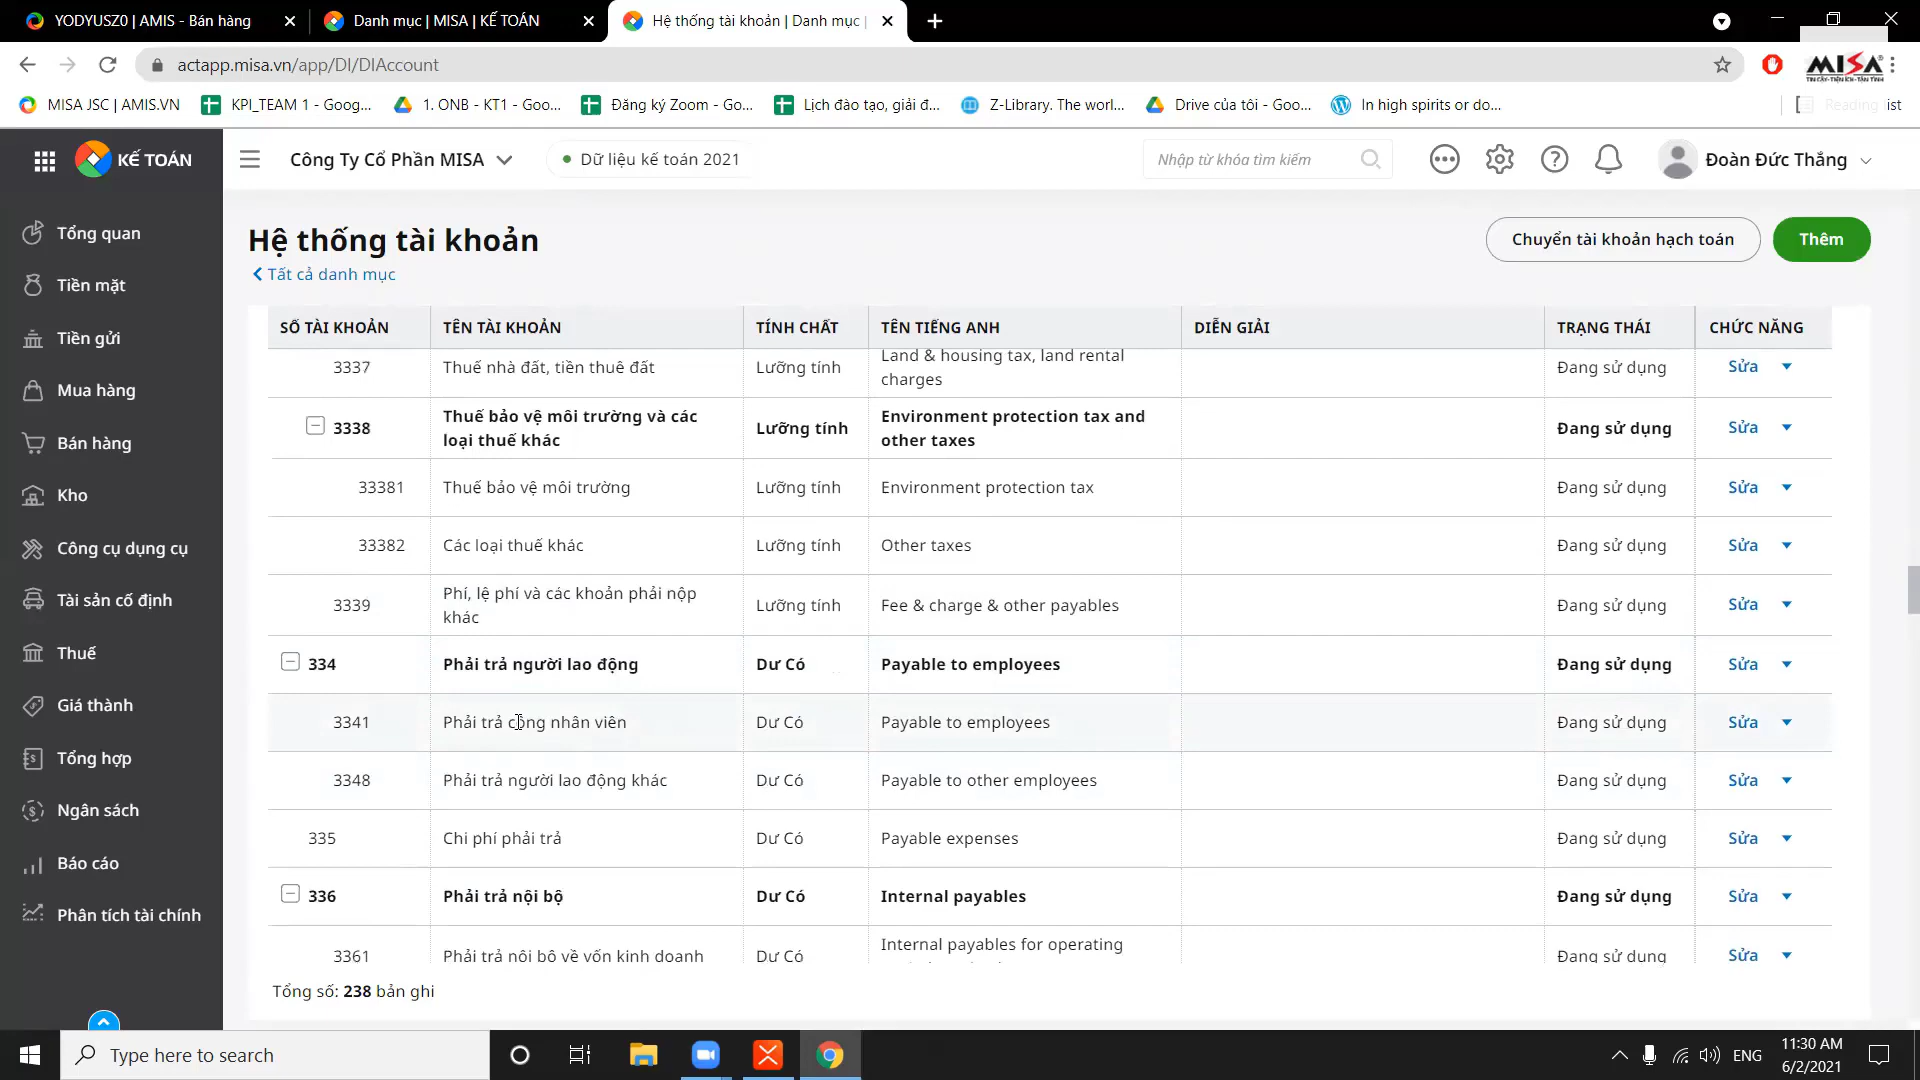 YODYUSZ0 | AMIS - Bán hàng
Danh mục | MISA | KẾ TOÁN
Hệ thống tài khoản | Danh mục |
actapp.misa.vn/app/DI/DIAccount
MISA
TIN CẬY-TIỆN ÍCH-TẬN TÌNH
MISA JSC | AMIS.VN
KPI_TEAM 1 - Goog...
1. ONB - KT1 - Goo...
Đăng ký Zoom - Go...
Lịch đào tạo, giải đ...
Z-Library. The worl...
Drive của tôi - Goo...
In high spirits or do...
Reading list
KẾ TOÁN
Công Ty Cổ Phần MISA
Dữ liệu kế toán 2021
Nhập từ khóa tìm kiếm
Đoàn Đức Thắng
Tổng quan
Tiền mặt
Tiền gửi
Mua hàng
Bán hàng
Kho
Công cụ dụng cụ
Tài sản cố định
Thuế
Giá thành
Tổng hợp
Ngân sách
Báo cáo
Phân tích tài chính
Hệ thống tài khoản
Tất cả danh mục
Chuyển tài khoản hạch toán
Thêm
SỐ TÀI KHOẢN TÊN TÀI KHOẢN TÍNH CHẤT TÊN TIẾNG ANH DIỄN GIẢI TRẠNG THÁI CHỨC NĂNG
3337 Thuế nhà đất, tiền thuê đất Lưỡng tính Land & housing tax, land rental Đang sử dụng Sửa
charges
3338 Thuế bảo vệ môi trường và các Lưỡng tính Environment protection tax and Đang sử dụng Sửa
loại thuế khác other taxes
33381 Thuế bảo vệ môi trường Lưỡng tính Environment protection tax Đang sử dụng Sửa
33382 Các loại thuế khác Lưỡng tính Other taxes Đang sử dụng Sửa
3339 Phí, lệ phí và các khoản phải nộp Lưỡng tính Fee & charge & other payables Đang sử dụng Sửa
khác
334 Phải trả người lao động Dư Có Payable to employees Đang sử dụng Sửa
3341 Phải trả công nhân viên Dư Có Payable to employees Đang sử dụng Sửa
3348 Phải trả người lao động khác Dư Có Payable to other employees Đang sử dụng Sửa
335 Chi phí phải trả Dư Có Payable expenses Đang sử dụng Sửa
336 Phải trả nội bộ Dư Có Internal payables Đang sử dụng Sửa
3361 Phải trả nội bộ về vốn kinh doanh Dư Có Internal payables for operating Đang sử dụng Sửa
Tổng số: 238 bản ghi
Type here to search
ENG
11:30 AM
6/2/2021